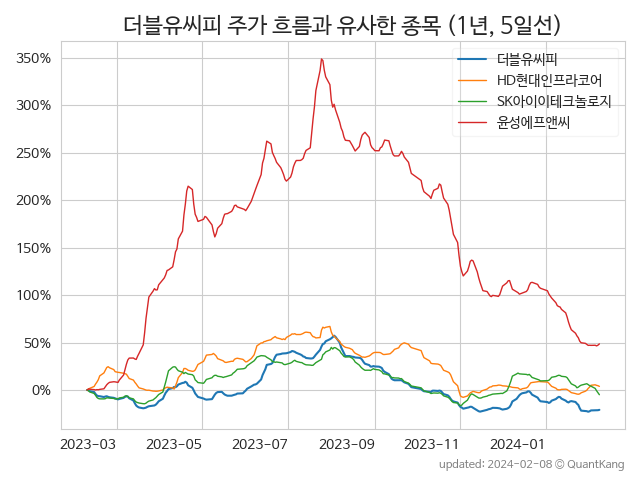 더블유씨피 주가 흐름과 유사한 종목 (1년, 5일선)
350%
300%
250%
200%
150%
100%
50%
0%
더블유씨피
HD현대인프라코어
SK아이이테크놀로지
윤성에프앤씨
2023-03 2023-05 2023-07 2023-09 2023-11 2024-01
updated: 2024-02-08 © QuantKang